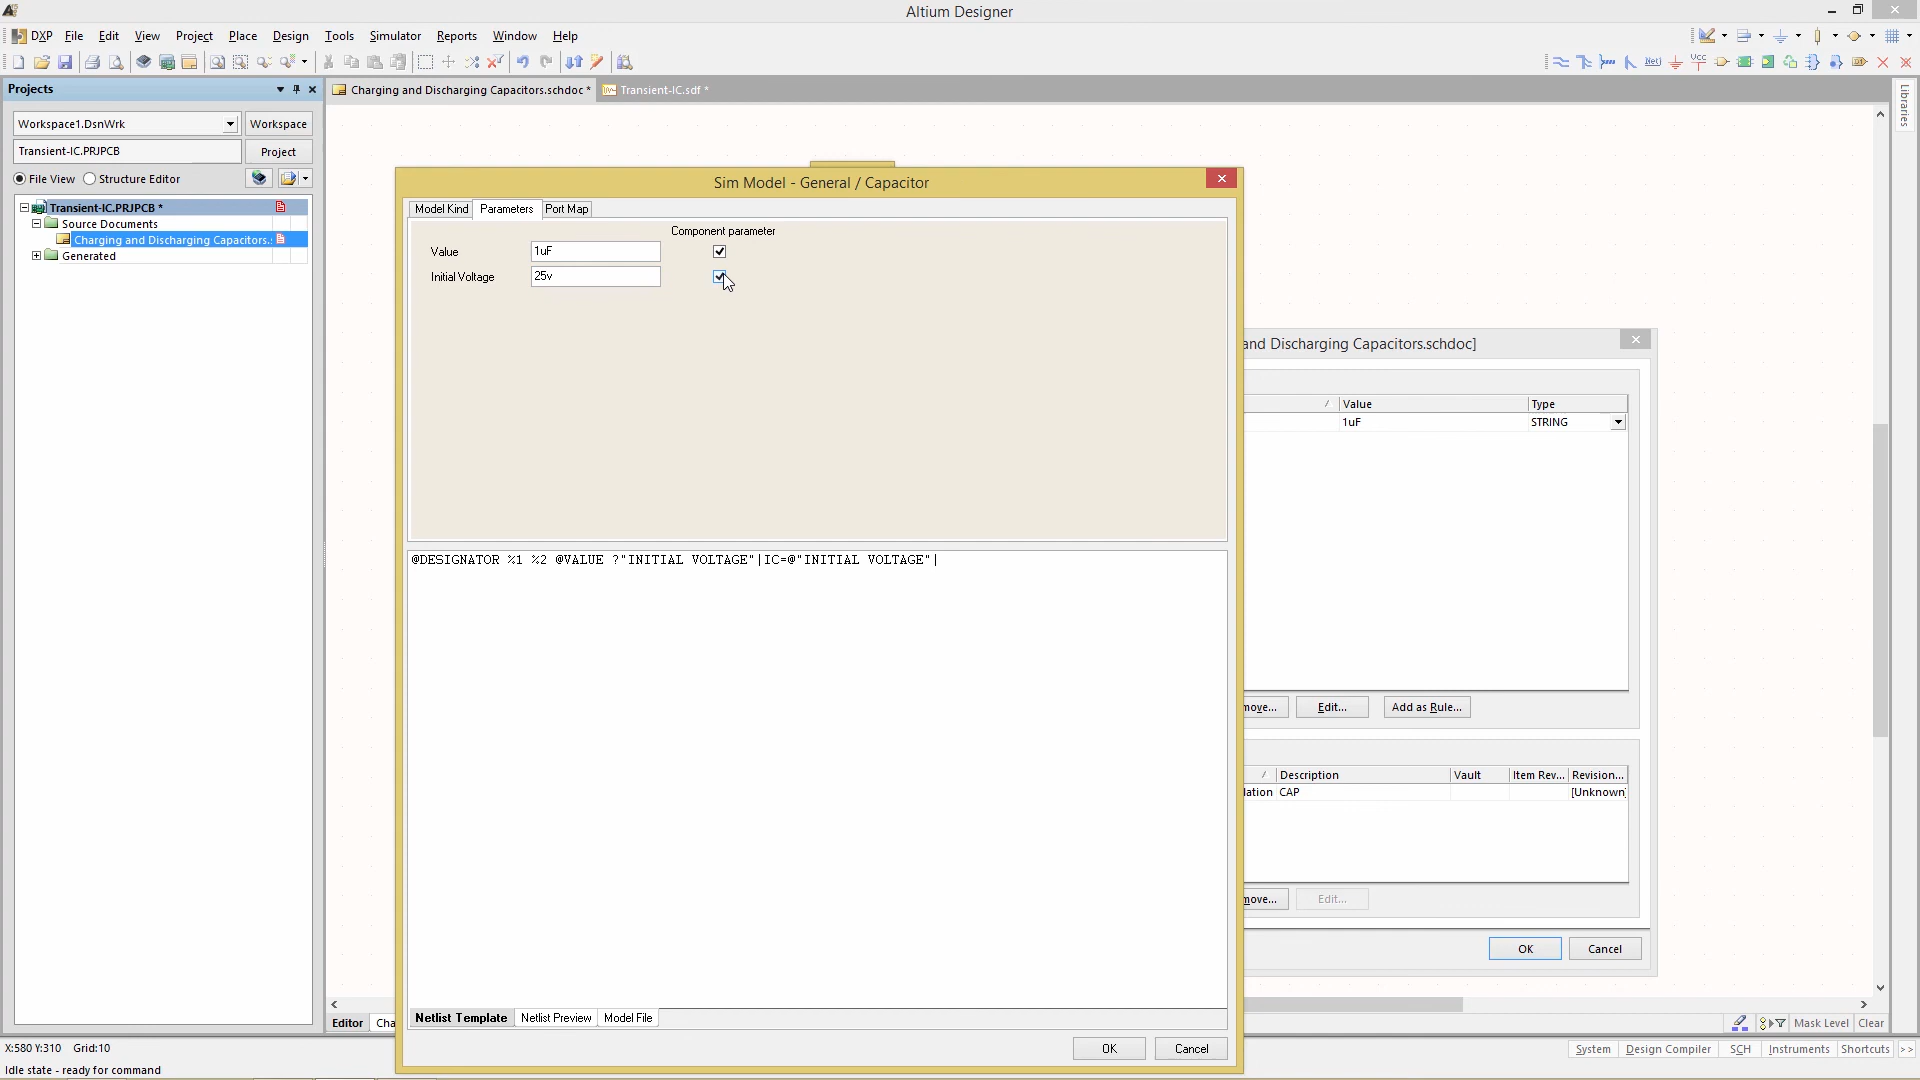 Altium Designer
DXP File Edit View Project Place Design Tools Simulator Reports Window Help
Net) Vcc
Projects
Charging and Discharging Capacitors.schdoc * Transient-IC.sdf *
Libraries
Workspace1.DsnWrk Workspace
Transient-IC.PRJPCB Project
File View Structure Editor
Transient-IC.PRJPCB *
Source Documents
Charging and Discharging Capacitors.
Generated
Sim Model - General / Capacitor
Model Kind Parameters Port Map
Component parameter
Value 1uF
Initial Voltage 25v
@DESIGNATOR %1 %2 @VALUE ?"INITIAL VOLTAGE"|IC=@"INITIAL VOLTAGE"|
Netlist Template Netlist Preview Model File
OK Cancel
and Discharging Capacitors.schdoc]
Value Type
1uF STRING
move... Edit... Add as Rule...
Description Vault Item Rev... Revision...
lation CAP [Unknown]
move... Edit...
OK Cancel
Editor Cha
Mask Level Clear
X:580 Y:310 Grid:10
System Design Compiler SCH Instruments Shortcuts >>
Idle state - ready for command